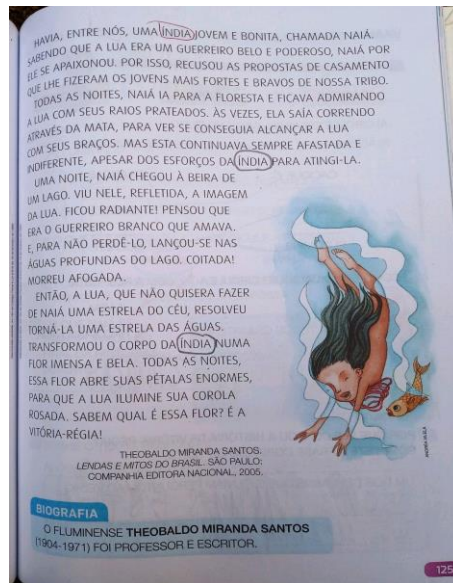 HAVIA, ENTRE NÓS, UMA ÍNDIA JOVEM E BONITA, CHAMADA NAIÁ.
SABENDO QUE A LUA ERA UM GUERREIRO BELO E PODEROSO, NAIÁ POR
ELE SE APAIXONOU. POR ISSO, RECUSOU AS PROPOSTAS DE CASAMENTO
QUE LHE FIZERAM OS JOVENS MAIS FORTES E BRAVOS DE NOSSA TRIBO.
TODAS AS NOITES, NAIÁ IA PARA A FLORESTA E FICAVA ADMIRANDO
A LUA COM SEUS RAIOS PRATEADOS. ÀS VEZES, ELA SAÍA CORRENDO
ATRAVÉS DA MATA, PARA VER SE CONSEGUIA ALCANÇAR A LUA
COM SEUS BRAÇOS. MAS ESTA CONTINUAVA SEMPRE AFASTADA E
INDIFERENTE, APESAR DOS ESFORÇOS DA ÍNDIA PARA ATINGI-LA.
UMA NOITE, NAIÁ CHEGOU À BEIRA DE
UM LAGO. VIU NELE, REFLETIDA, A IMAGEM
DA LUA. FICOU RADIANTE! PENSOU QUE
ERA O GUERREIRO BRANCO QUE AMAVA.
E, PARA NÃO PERDÊ-LO, LANÇOU-SE NAS
ÁGUAS PROFUNDAS DO LAGO. COITADA!
MORREU AFOGADA.
ENTÃO, A LUA, QUE NÃO QUISERA FAZER
DE NAIÁ UMA ESTRELA DO CÉU, RESOLVEU
TORNÁ-LA UMA ESTRELA DAS ÁGUAS.
TRANSFORMOU O CORPO DA ÍNDIA NUMA
FLOR IMENSA E BELA. TODAS AS NOITES,
ESSA FLOR ABRE SUAS PÉTALAS ENORMES,
PARA QUE A LUA ILUMINE SUA COROLA
ROSADA. SABEM QUAL É ESSA FLOR? É A
VITÓRIA-RÉGIA!
THEOBALDO MIRANDA SANTOS.
LENDAS E MITOS DO BRASIL. SÃO PAULO:
COMPANHIA EDITORA NACIONAL, 2005.
BIOGRAFIA
O FLUMINENSE THEOBALDO MIRANDA SANTOS
(1904-1971) FOI PROFESSOR E ESCRITOR.
125